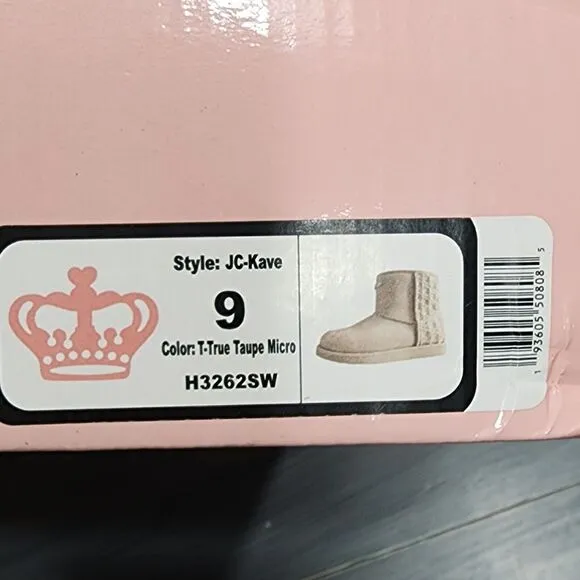 Style: JC-Kave
9
Color: T-True Taupe Micro
H3262SW
1 93605 50808 5